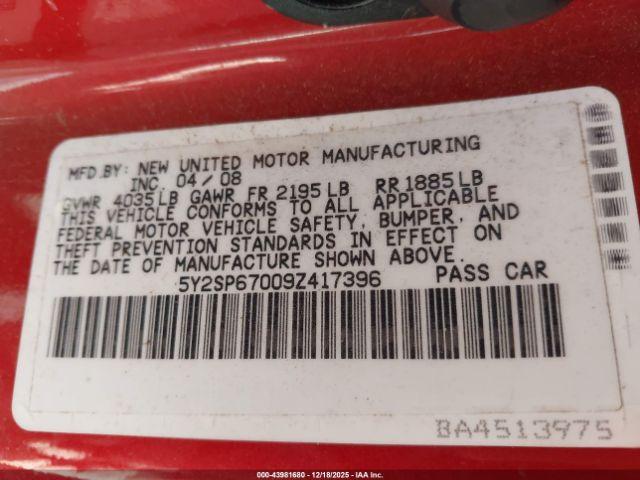 MFD.BY: NEW UNITED MOTOR MANUFACTURING
INC. 04/08
GVWR 4035 LB GAWR FR 2195 LB RR 1885 LB
THIS VEHICLE CONFORMS TO ALL APPLICABLE
FEDERAL MOTOR VEHICLE SAFETY, BUMPER, AND
THEFT PREVENTION STANDARDS IN EFFECT ON
THE DATE OF MANUFACTURE SHOWN ABOVE.
5Y2SP67009Z417396 PASS CAR
BA4513975
000-43981680 - 12/18/2025 - IAA Inc.